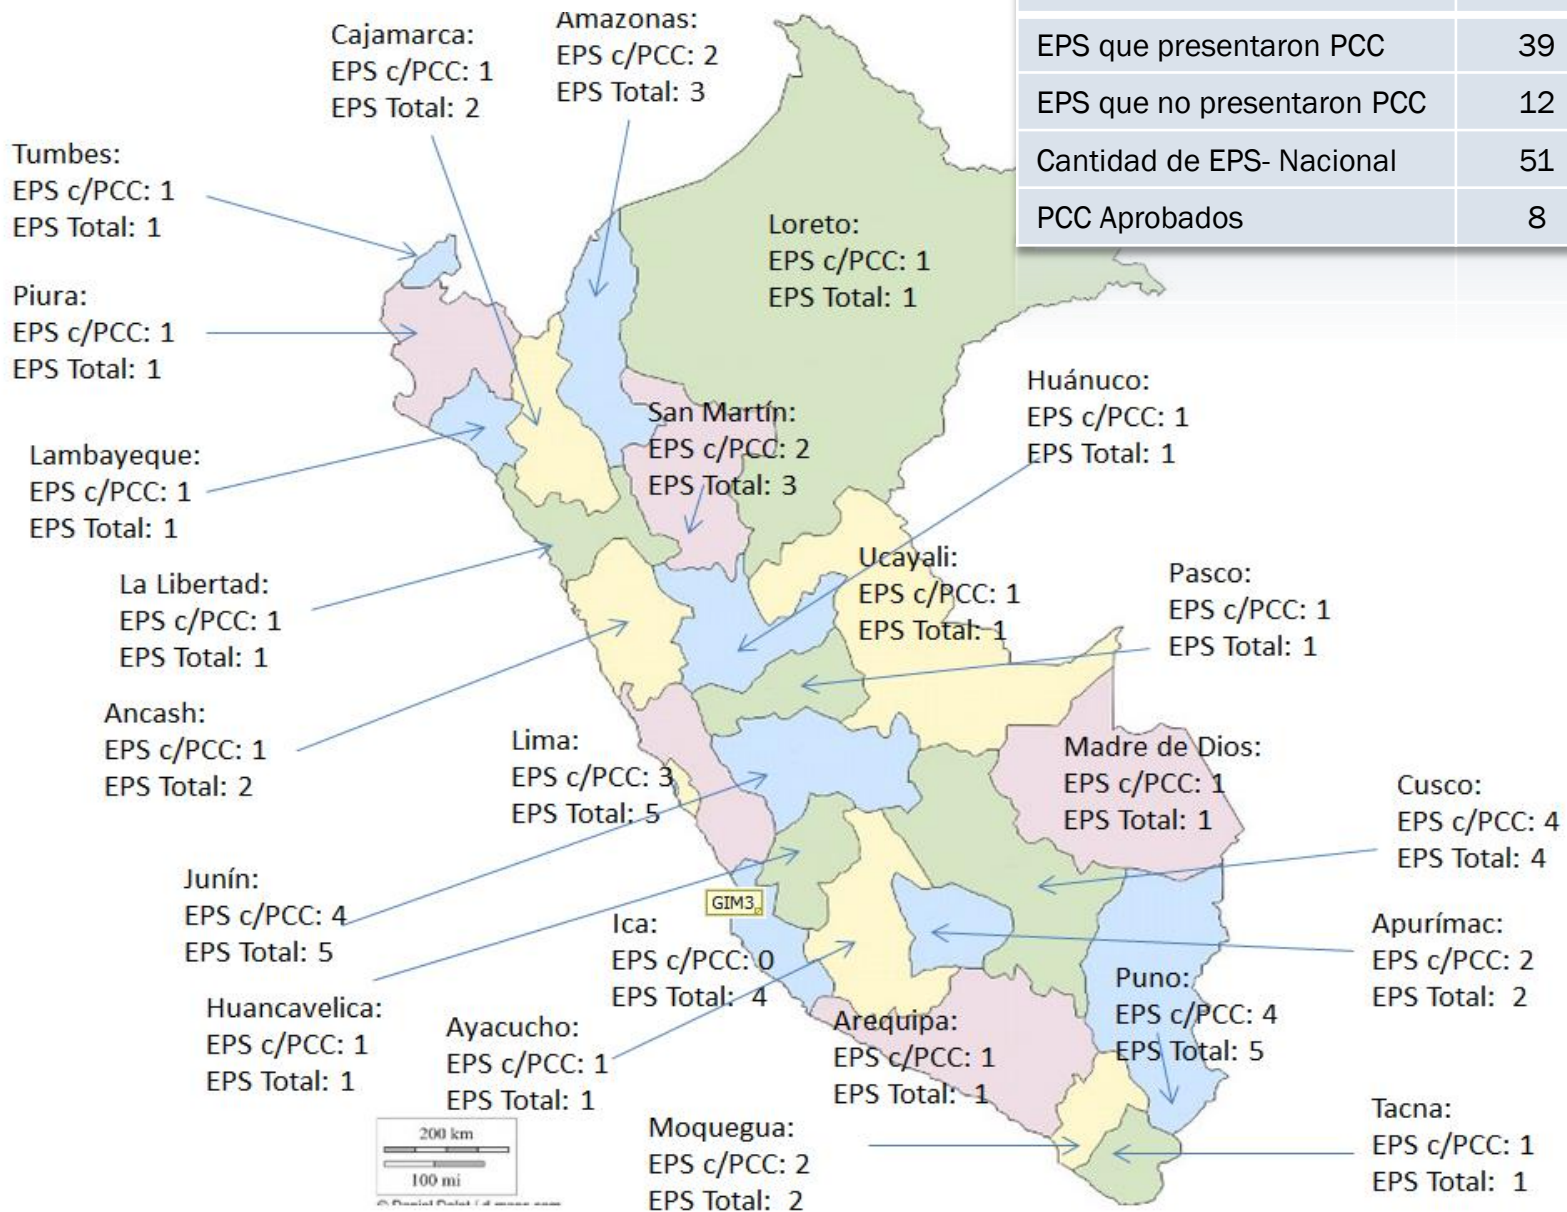 Amazonas:
EPS c/PCC: 2
EPS Total: 3
Cajamarca:
EPS c/PCC: 1
EPS Total: 2
EPS que presentaron PCC 39
EPS que no presentaron PCC 12
Cantidad de EPS- Nacional 51
PCC Aprobados 8
Tumbes:
EPS c/PCC: 1
EPS Total: 1
Loreto:
EPS c/PCC: 1
EPS Total: 1
Piura:
EPS c/PCC: 1
EPS Total: 1
Huánuco:
EPS c/PCC: 1
EPS Total: 1
San Martín:
EPS c/PCC: 2
EPS Total: 3
Lambayeque:
EPS c/PCC: 1
EPS Total: 1
Ucayali:
EPS c/PCC: 1
EPS Total: 1
Pasco:
EPS c/PCC: 1
EPS Total: 1
La Libertad:
EPS c/PCC: 1
EPS Total: 1
Ancash:
EPS c/PCC: 1
EPS Total: 2
Lima:
EPS c/PCC: 3
EPS Total: 5
Madre de Dios:
EPS c/PCC: 1
EPS Total: 1
Cusco:
EPS c/PCC: 4
EPS Total: 4
Junín:
EPS c/PCC: 4
EPS Total: 5
GIM3
Ica:
EPS c/PCC: 0
EPS Total: 4
Apurímac:
EPS c/PCC: 2
EPS Total: 2
Puno:
EPS c/PCC: 4
EPS Total: 5
Huancavelica:
EPS c/PCC: 1
EPS Total: 1
Ayacucho:
EPS c/PCC: 1
EPS Total: 1
Arequipa:
EPS c/PCC: 1
EPS Total: 1
Moquegua:
EPS c/PCC: 2
EPS Total: 2
Tacna:
EPS c/PCC: 1
EPS Total: 1
200 km
100 mi